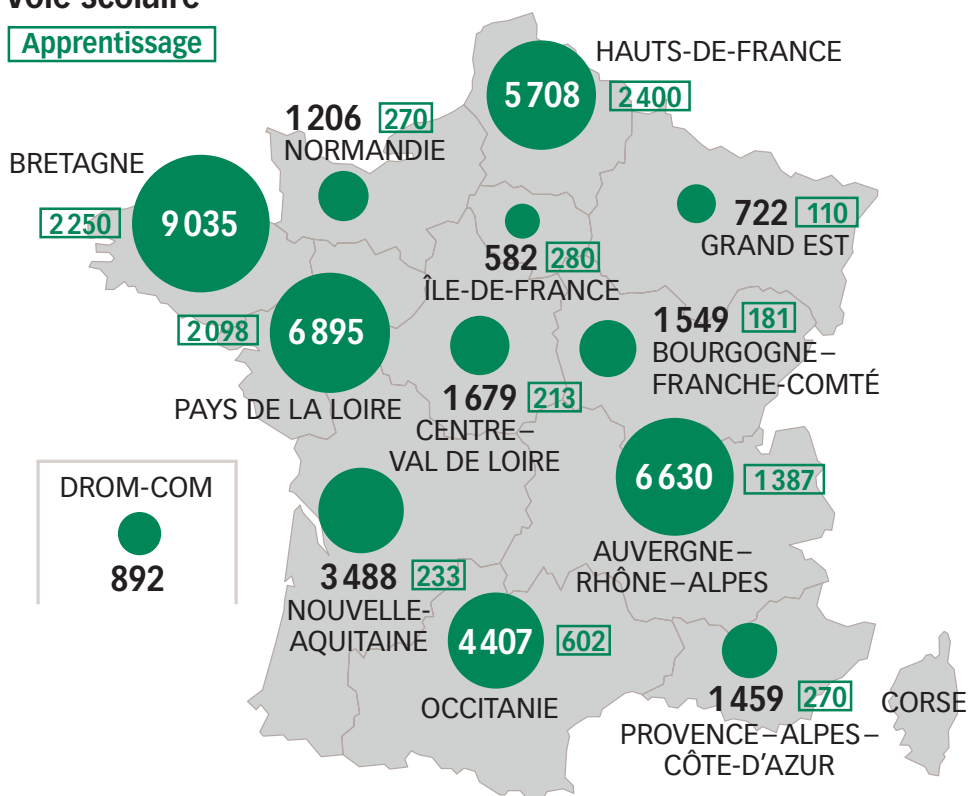 Voie scolaire
Apprentissage
HAUTS-DE-FRANCE
5 708 2 400
1 206 270
NORMANDIE
BRETAGNE
2 250 9 035
722 110
GRAND EST
582 280
ÎLE-DE-FRANCE
2 098 6 895
PAYS DE LA LOIRE
1 549 181
BOURGOGNE–
FRANCHE-COMTÉ
1 679 213
CENTRE–
VAL DE LOIRE
6 630 1 387
AUVERGNE–
RHÔNE–ALPES
DROM-COM
892
3 488 233
NOUVELLE-
AQUITAINE
4 407 602
OCCITANIE
1 459 270
PROVENCE–ALPES–
CÔTE-D'AZUR
CORSE